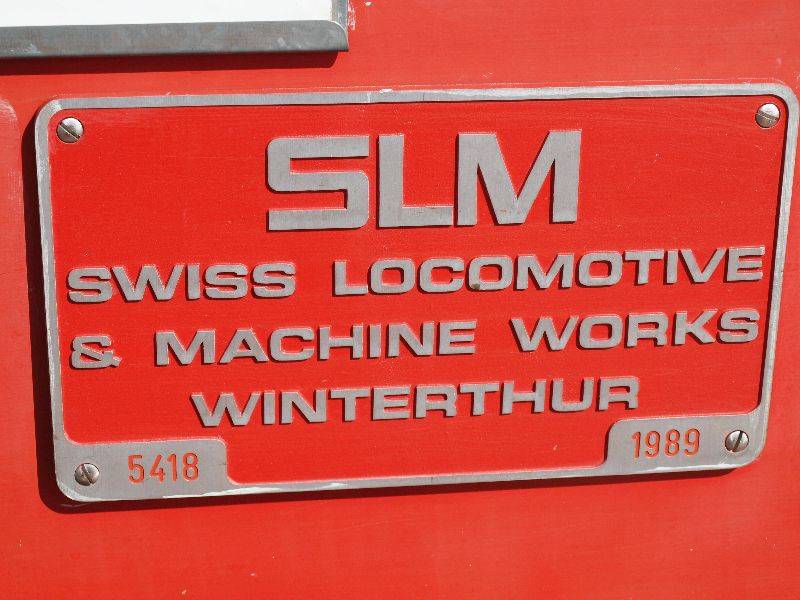 SLM
SWISS LOCOMOTIVE
& MACHINE WORKS
WINTERTHUR
5418 1989